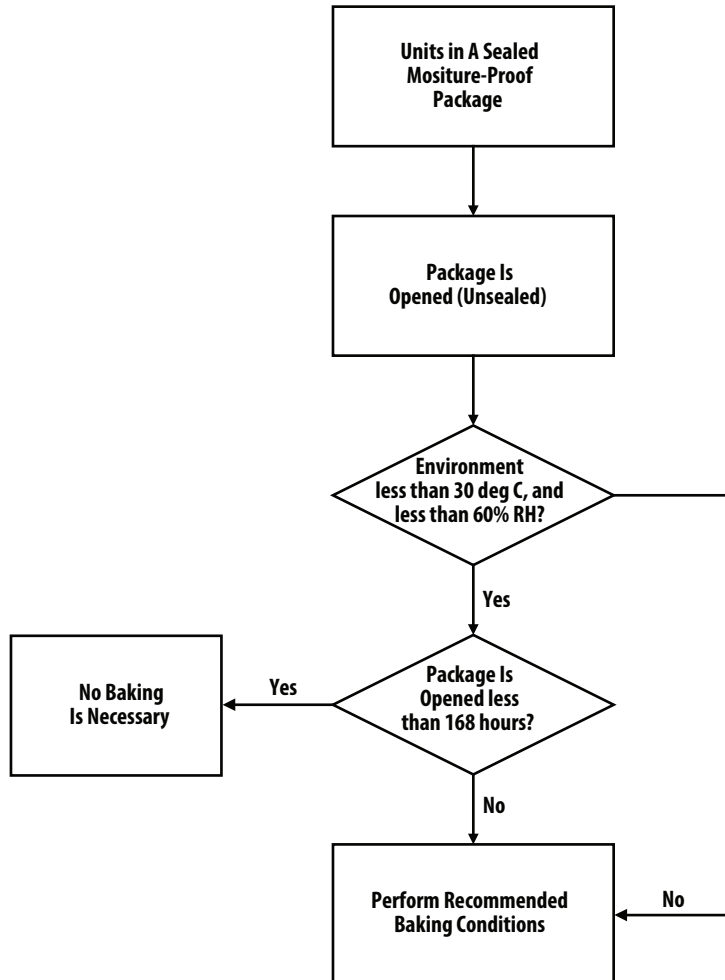 Units in A Sealed
Mositure-Proof
Package
Package Is
Opened (Unsealed)
Environment
less than 30 deg C, and
less than 60% RH?
Yes
No Baking
Is Necessary
Yes
Package Is
Opened less
than 168 hours?
No
Perform Recommended
Baking Conditions
No